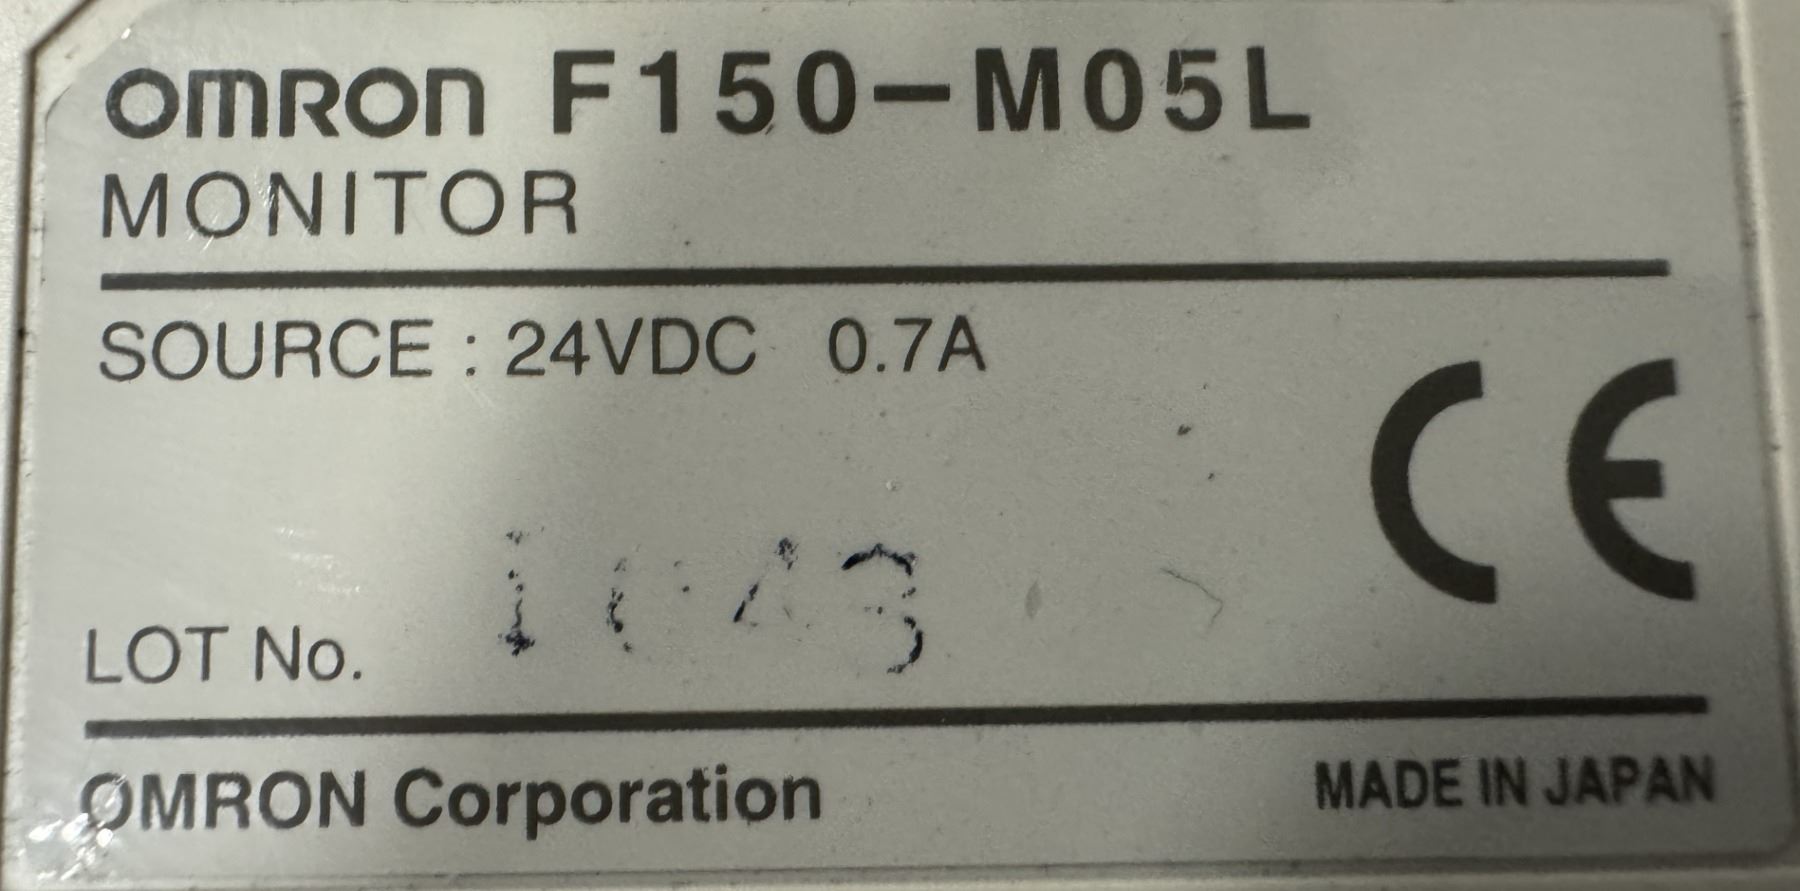 OMRON F150-M05L
MONITOR
SOURCE : 24VDC 0.7A
CE
LOT No.
OMRON Corporation
MADE IN JAPAN